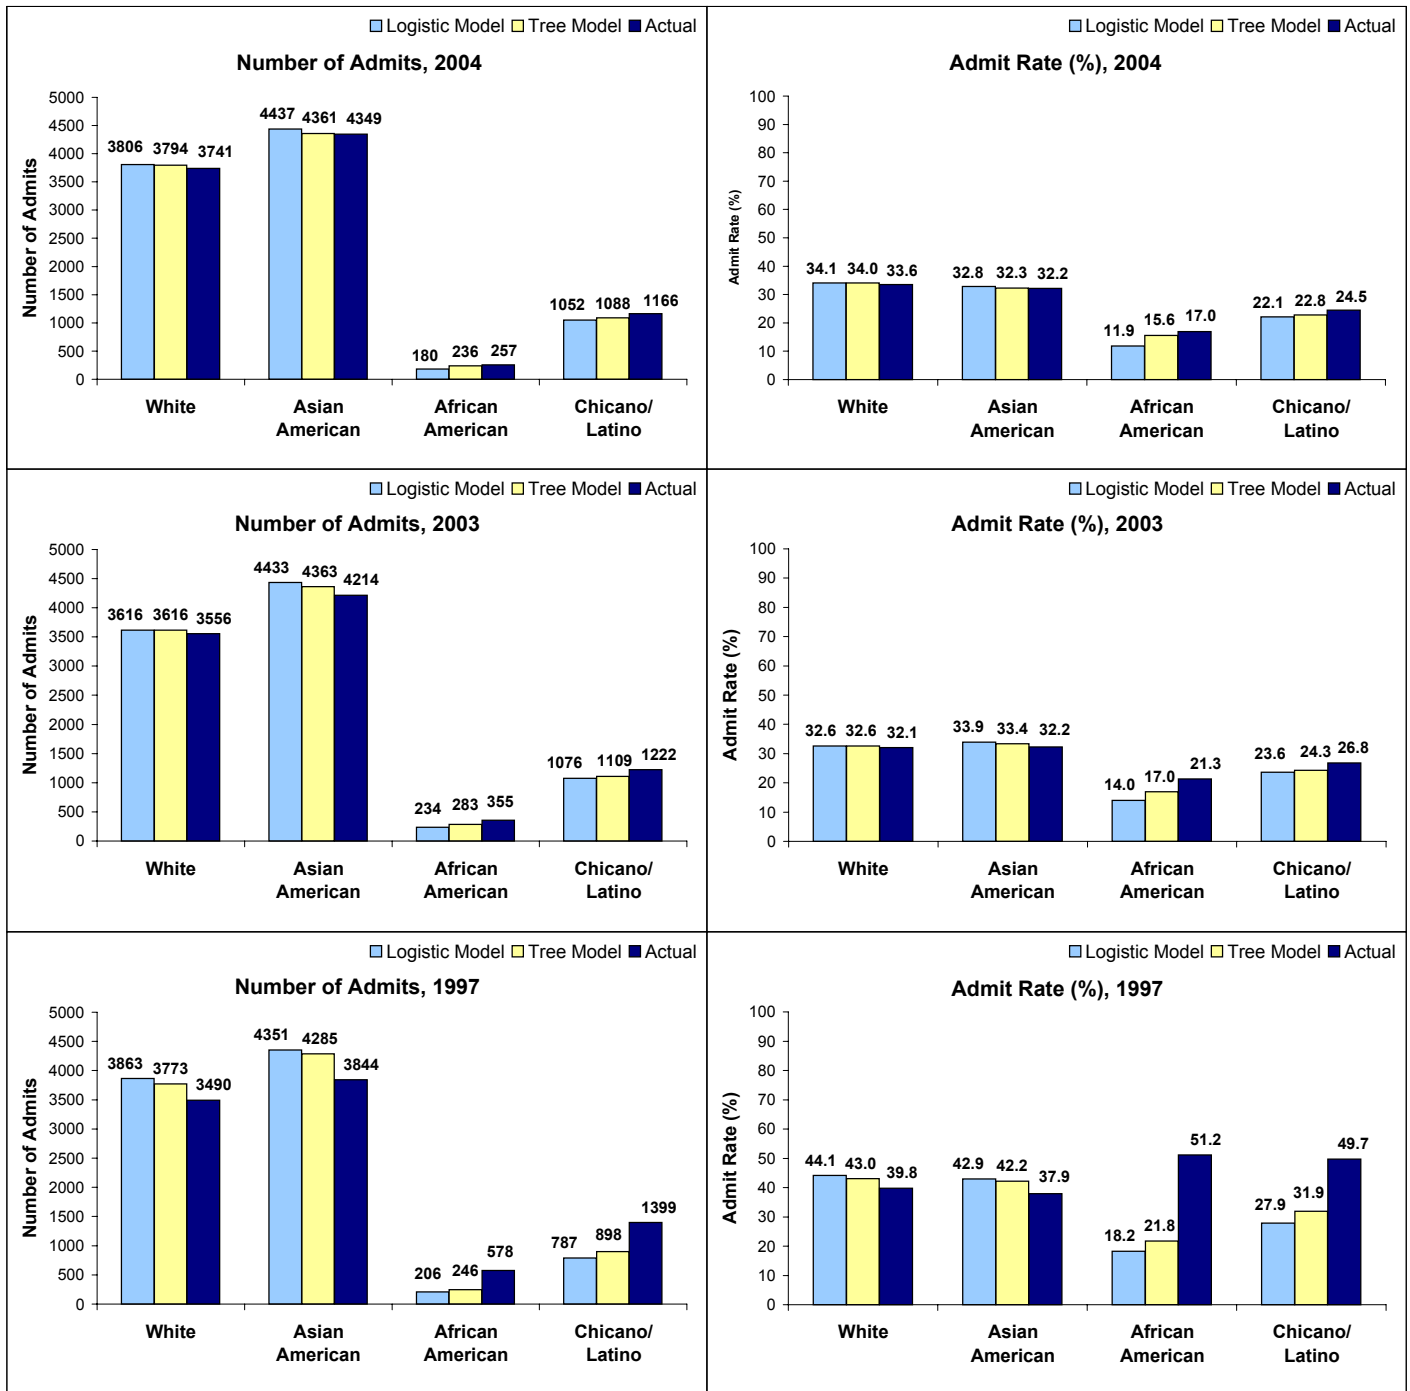 Logistic Model Tree Model Actual
Number of Admits, 2004
Number of Admits
5000
4500
4000
3500
3000
2500
2000
1500
1000
500
0
3806 3794 3741
4437 4361 4349
180 236 257
1052 1088 1166
White
Asian American
African American
Chicano/ Latino
Logistic Model Tree Model Actual
Admit Rate (%), 2004
Admit Rate (%)
100
90
80
70
60
50
40
30
20
10
0
34.1 34.0 33.6
32.8 32.3 32.2
11.9 15.6 17.0
22.1 22.8 24.5
White
Asian American
African American
Chicano/ Latino
Logistic Model Tree Model Actual
Number of Admits, 2003
Number of Admits
5000
4500
4000
3500
3000
2500
2000
1500
1000
500
0
3616 3616 3556
4433 4363 4214
234 283 355
1076 1109 1222
White
Asian American
African American
Chicano/ Latino
Logistic Model Tree Model Actual
Admit Rate (%), 2003
Admit Rate (%)
100
90
80
70
60
50
40
30
20
10
0
32.6 32.6 32.1
33.9 33.4 32.2
14.0 17.0 21.3
23.6 24.3 26.8
White
Asian American
African American
Chicano/ Latino
Logistic Model Tree Model Actual
Number of Admits, 1997
Number of Admits
5000
4500
4000
3500
3000
2500
2000
1500
1000
500
0
3863 3773 3490
4351 4285 3844
206 246 578
787 898 1399
White
Asian American
African American
Chicano/ Latino
Logistic Model Tree Model Actual
Admit Rate (%), 1997
Admit Rate (%)
100
90
80
70
60
50
40
30
20
10
0
44.1 43.0 39.8
42.9 42.2 37.9
18.2 21.8 51.2
27.9 31.9 49.7
White
Asian American
African American
Chicano/ Latino